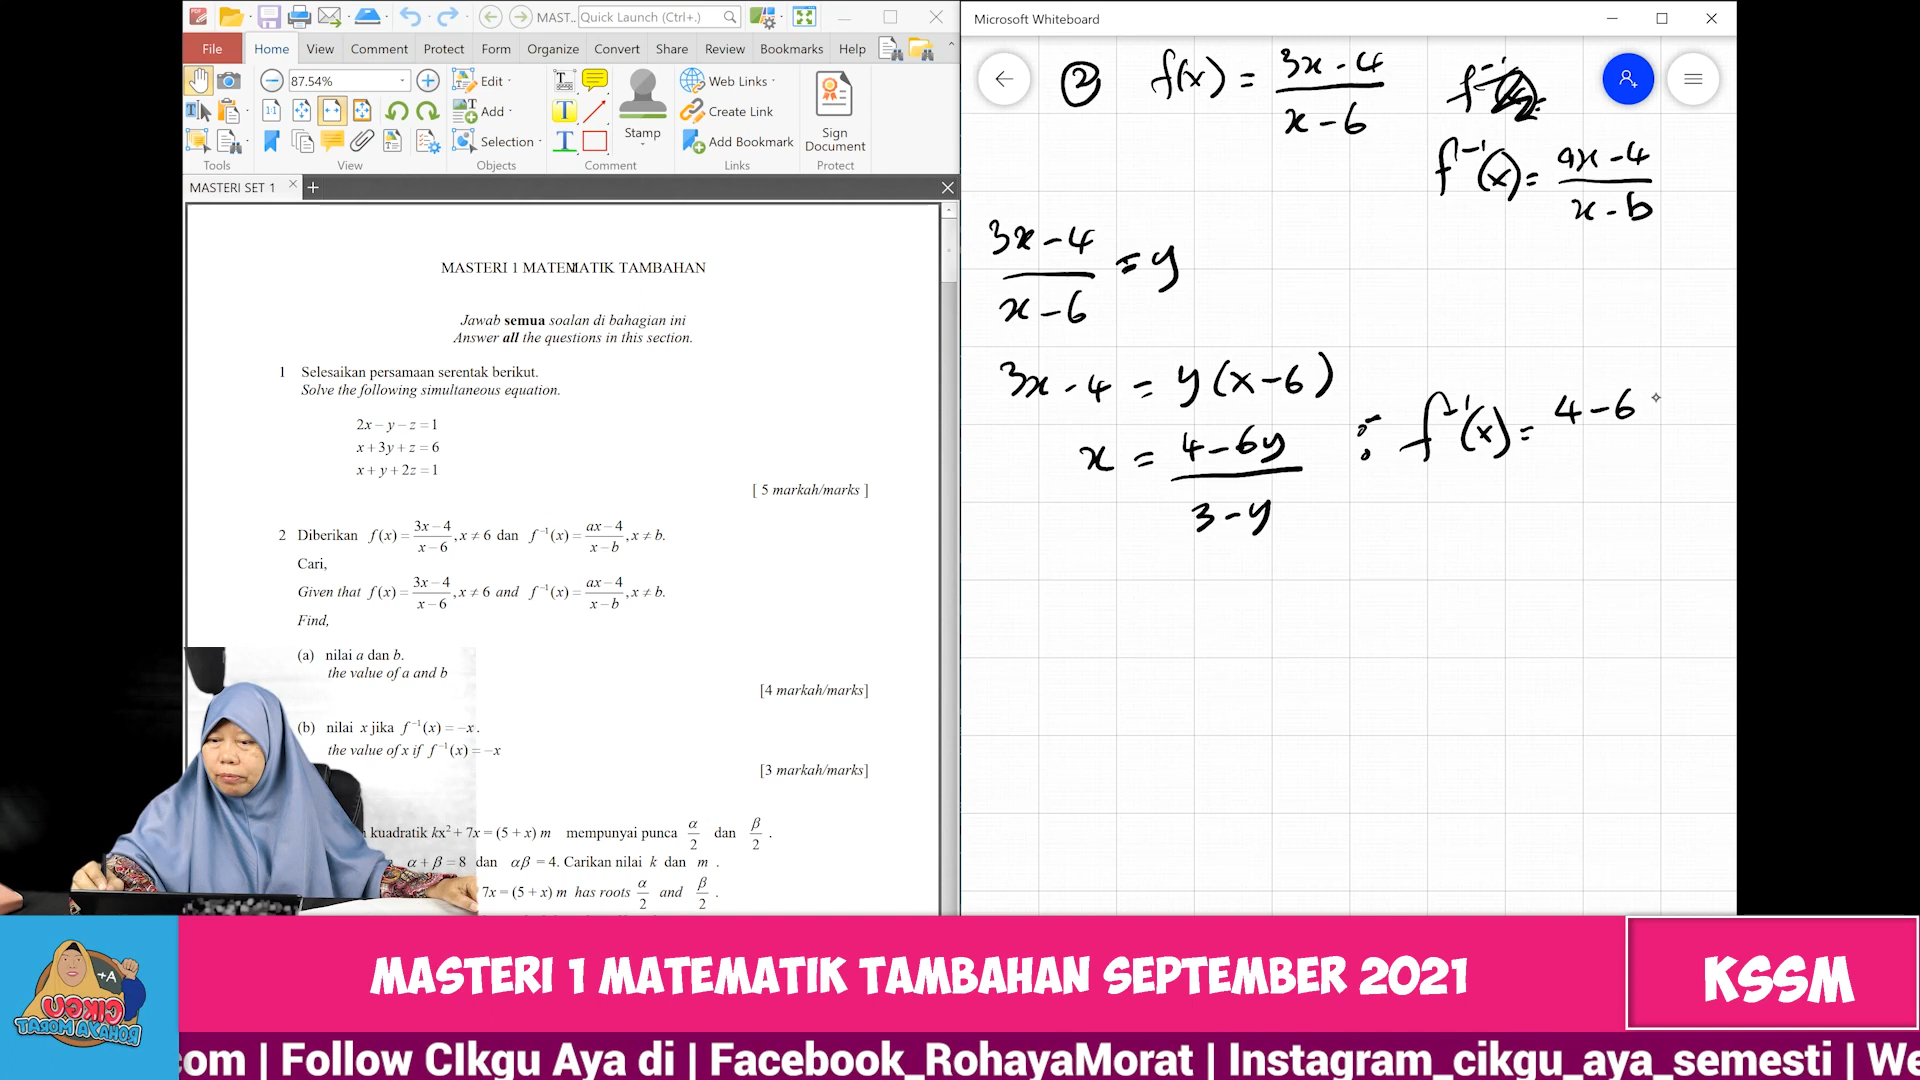 MAST..
Quick Launch (Ctrl+.)
File Home View Comment Protect Form Organize Convert Share Review Bookmarks Help
87.54%
Edit
Add
Selection
Stamp
Web Links
Create Link
Add Bookmark
Sign Document
Tools View Objects Comment Links Protect
MASTERI SET 1
MASTERI 1 MATEMATIK TAMBAHAN
Jawab semua soalan di bahagian ini
Answer all the questions in this section.
1 Selesaikan persamaan serentak berikut.
Solve the following simultaneous equation.
2x − y − z = 1
x + 3y + z = 6
x + y + 2z = 1
[ 5 markah/marks ]
2 Diberikan f(x) = (3x − 4)/(x − 6), x ≠ 6 dan f⁻¹(x) = (ax − 4)/(x − b), x ≠ b.
Cari,
Given that f(x) = (3x − 4)/(x − 6), x ≠ 6 and f⁻¹(x) = (ax − 4)/(x − b), x ≠ b.
Find,
(a) nilai a dan b.
the value of a and b
[4 markah/marks]
(b) nilai x jika f⁻¹(x) = −x.
the value of x if f⁻¹(x) = −x
[3 markah/marks]
kuadratik kx² + 7x = (5 + x) m mempunyai punca α/2 dan β/2 .
α + β = 8 dan αβ = 4. Carikan nilai k dan m .
7x = (5 + x) m has roots α/2 and β/2 .
Microsoft Whiteboard
② f(x) = (3x − 4)/(x − 6)
f⁻¹
f⁻¹(x) = (ax − 4)/(x − b)
(3x − 4)/(x − 6) = y
3x − 4 = y(x − 6)
x = (4 − 6y)/(3 − y)
∴ f⁻¹(x) = 4 − 6
A+
CIKGU
ROHAYA MORAT
MASTERI 1 MATEMATIK TAMBAHAN SEPTEMBER 2021
KSSM
com | Follow CIkgu Aya di | Facebook_RohayaMorat | Instagram_cikgu_aya_semesti | We